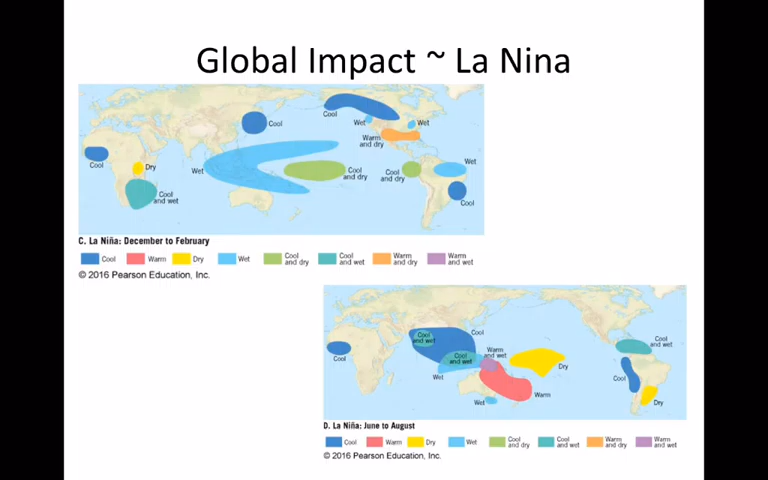 Global Impact ~ La Nina
Cool
Cool
Wet
Wet
Warm
and dry
Cool
Dry
Wet
Cool
and dry
Cool
and dry
Wet
Cool
and wet
Cool
C. La Niña: December to February
Cool
Warm
Dry
Wet
Cool
and dry
Cool
and wet
Warm
and dry
Warm
and wet
© 2016 Pearson Education, Inc.
Cool
and wet
Cool
Cool
and wet
Cool
Cool
and wet
Warm
and wet
Dry
Wet
Cool
Warm
Wet
Dry
D. La Niña: June to August
Cool
Warm
Dry
Wet
Cool
and dry
Cool
and wet
Warm
and dry
Warm
and wet
© 2016 Pearson Education, Inc.